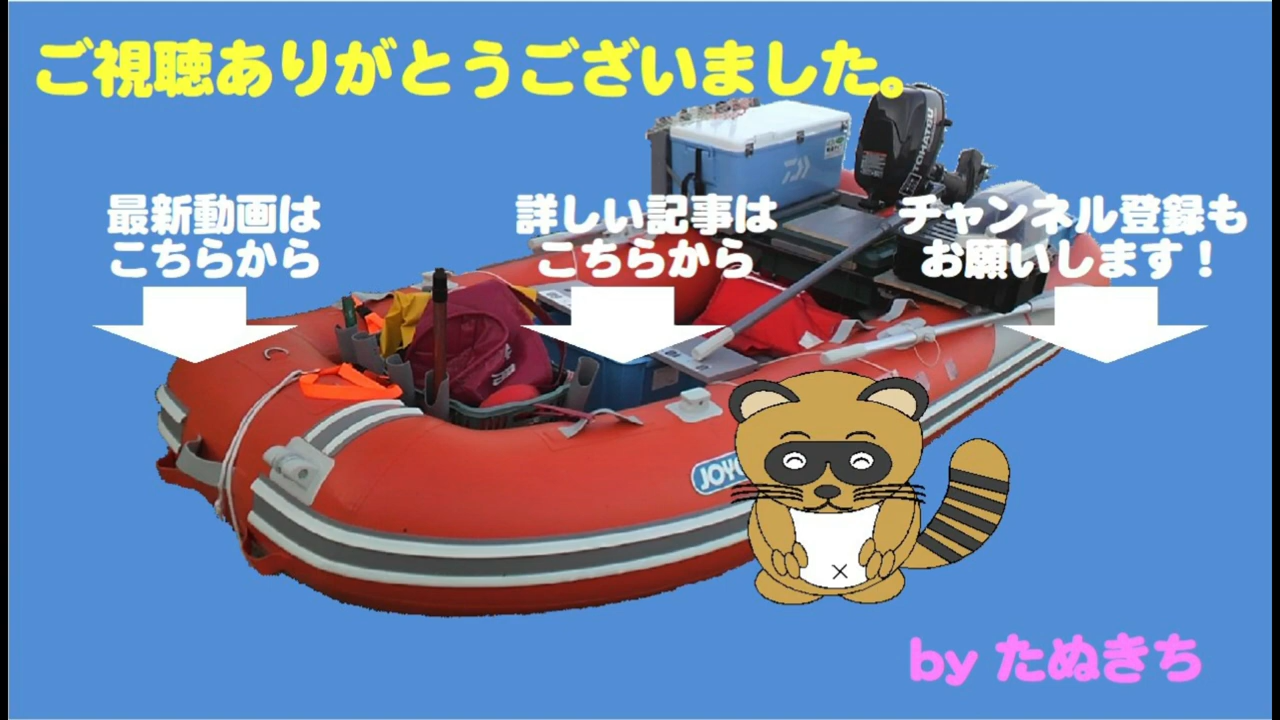 ご視聴ありがとうございました。
最新動画は
こちらから
詳しい記事は
こちらから
チャンネル登録も
お願いします！
TOHATSU
by たぬきち